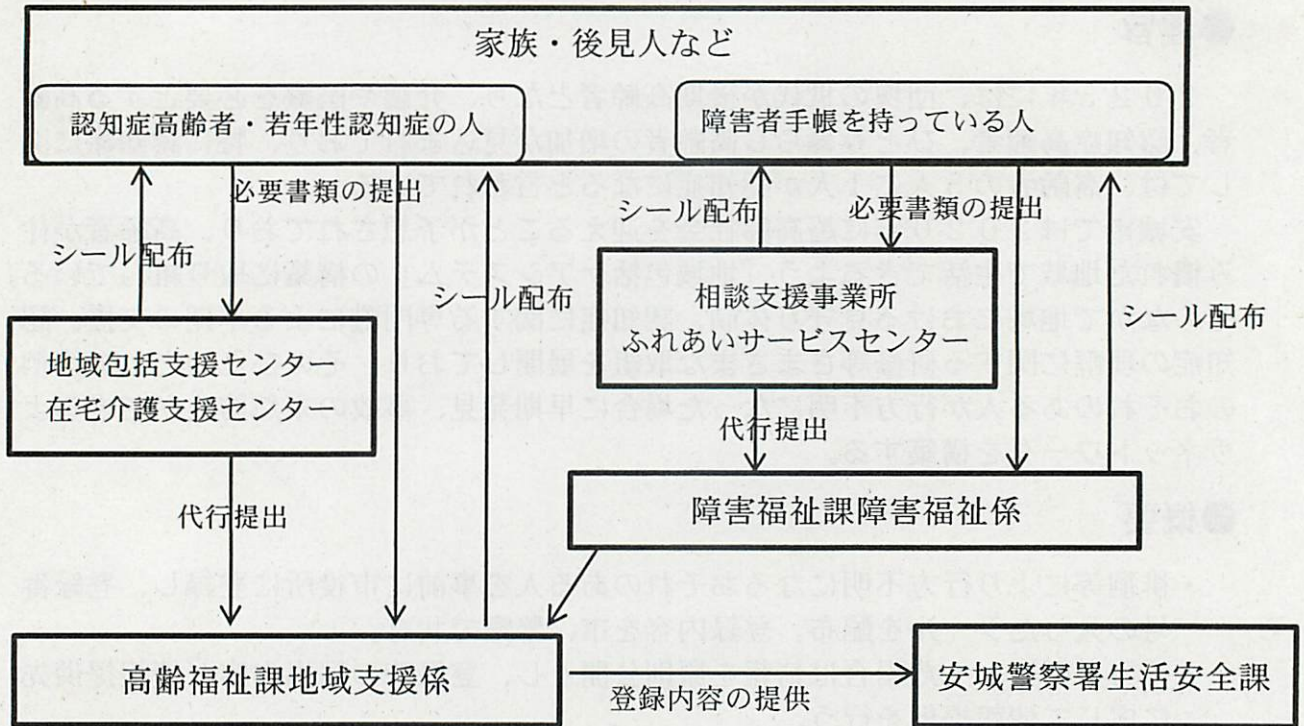 家族・後見人など
認知症高齢者・若年性認知症の人
障害者手帳を持っている人
必要書類の提出
シール配布
必要書類の提出
シール配布
シール配布
相談支援事業所
ふれあいサービスセンター
シール配布
地域包括支援センター
在宅介護支援センター
代行提出
代行提出
障害福祉課障害福祉係
高齢福祉課地域支援係
登録内容の提供
安城警察署生活安全課